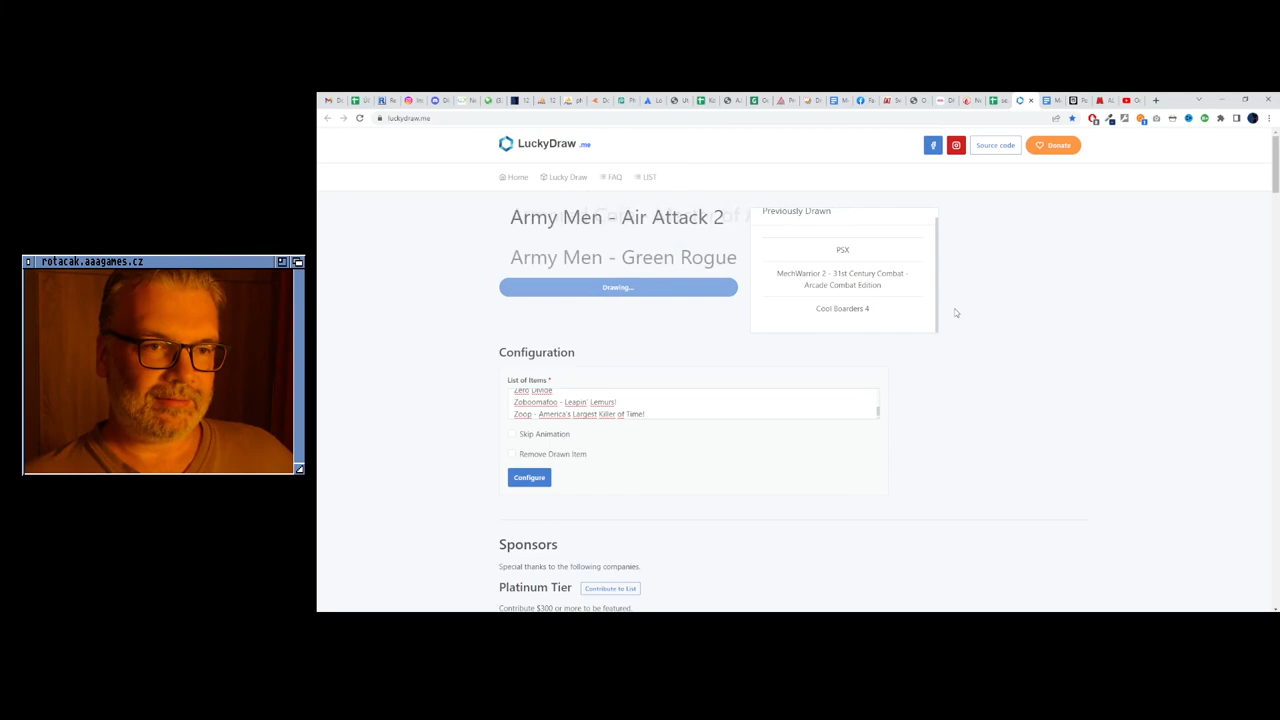 luckydraw.me
LuckyDraw .me
Source code
Donate
Home
Lucky Draw
FAQ
LIST
rotacak.aaagames.cz
Army Men - Air Attack 2
Army Men - Green Rogue
Drawing...
Previously Drawn
PSX
MechWarrior 2 - 31st Century Combat -
Arcade Combat Edition
Cool Boarders 4
Configuration
List of Items *
Zero Divide
Zoboomafoo - Leapin' Lemurs!
Zoop - America's Largest Killer of Time!
Skip Animation
Remove Drawn Item
Configure
Sponsors
Special thanks to the following companies.
Platinum Tier
Contribute to List
Contribute $300 or more to be featured.